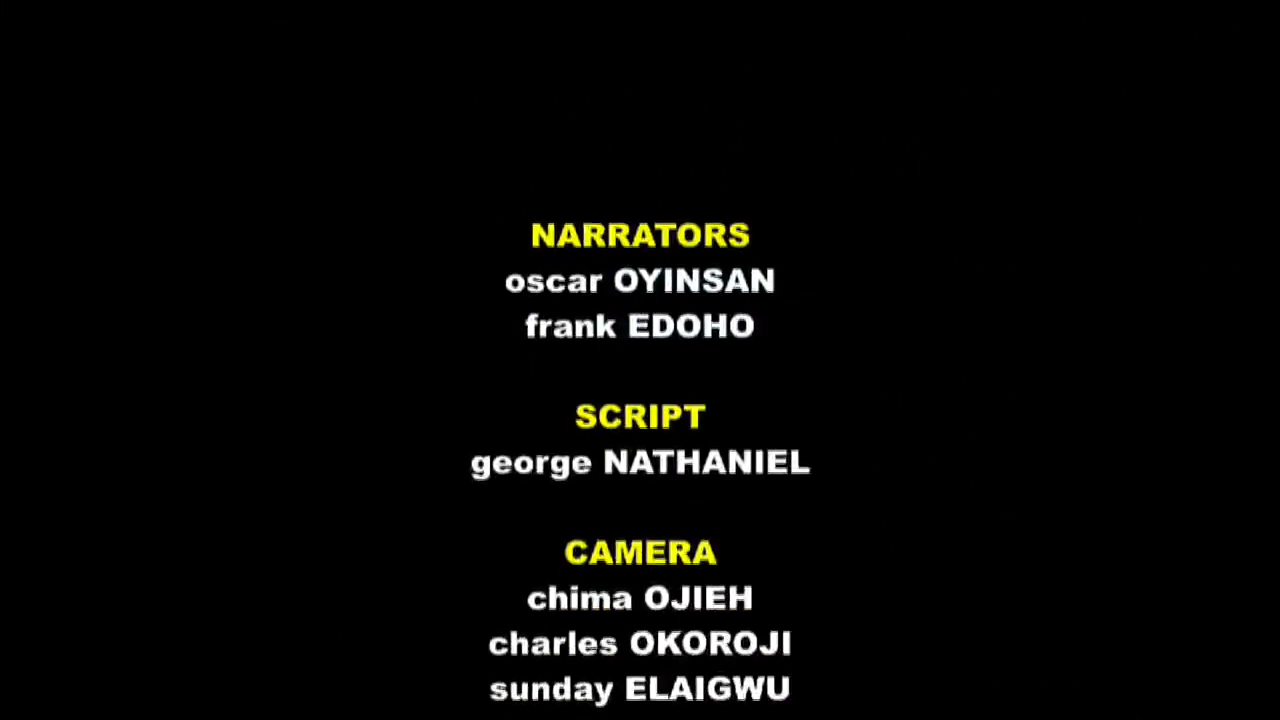 NARRATORS
oscar OYINSAN
frank EDOHO
SCRIPT
george NATHANIEL
CAMERA
chima OJIEH
charles OKOROJI
sunday ELAIGWU